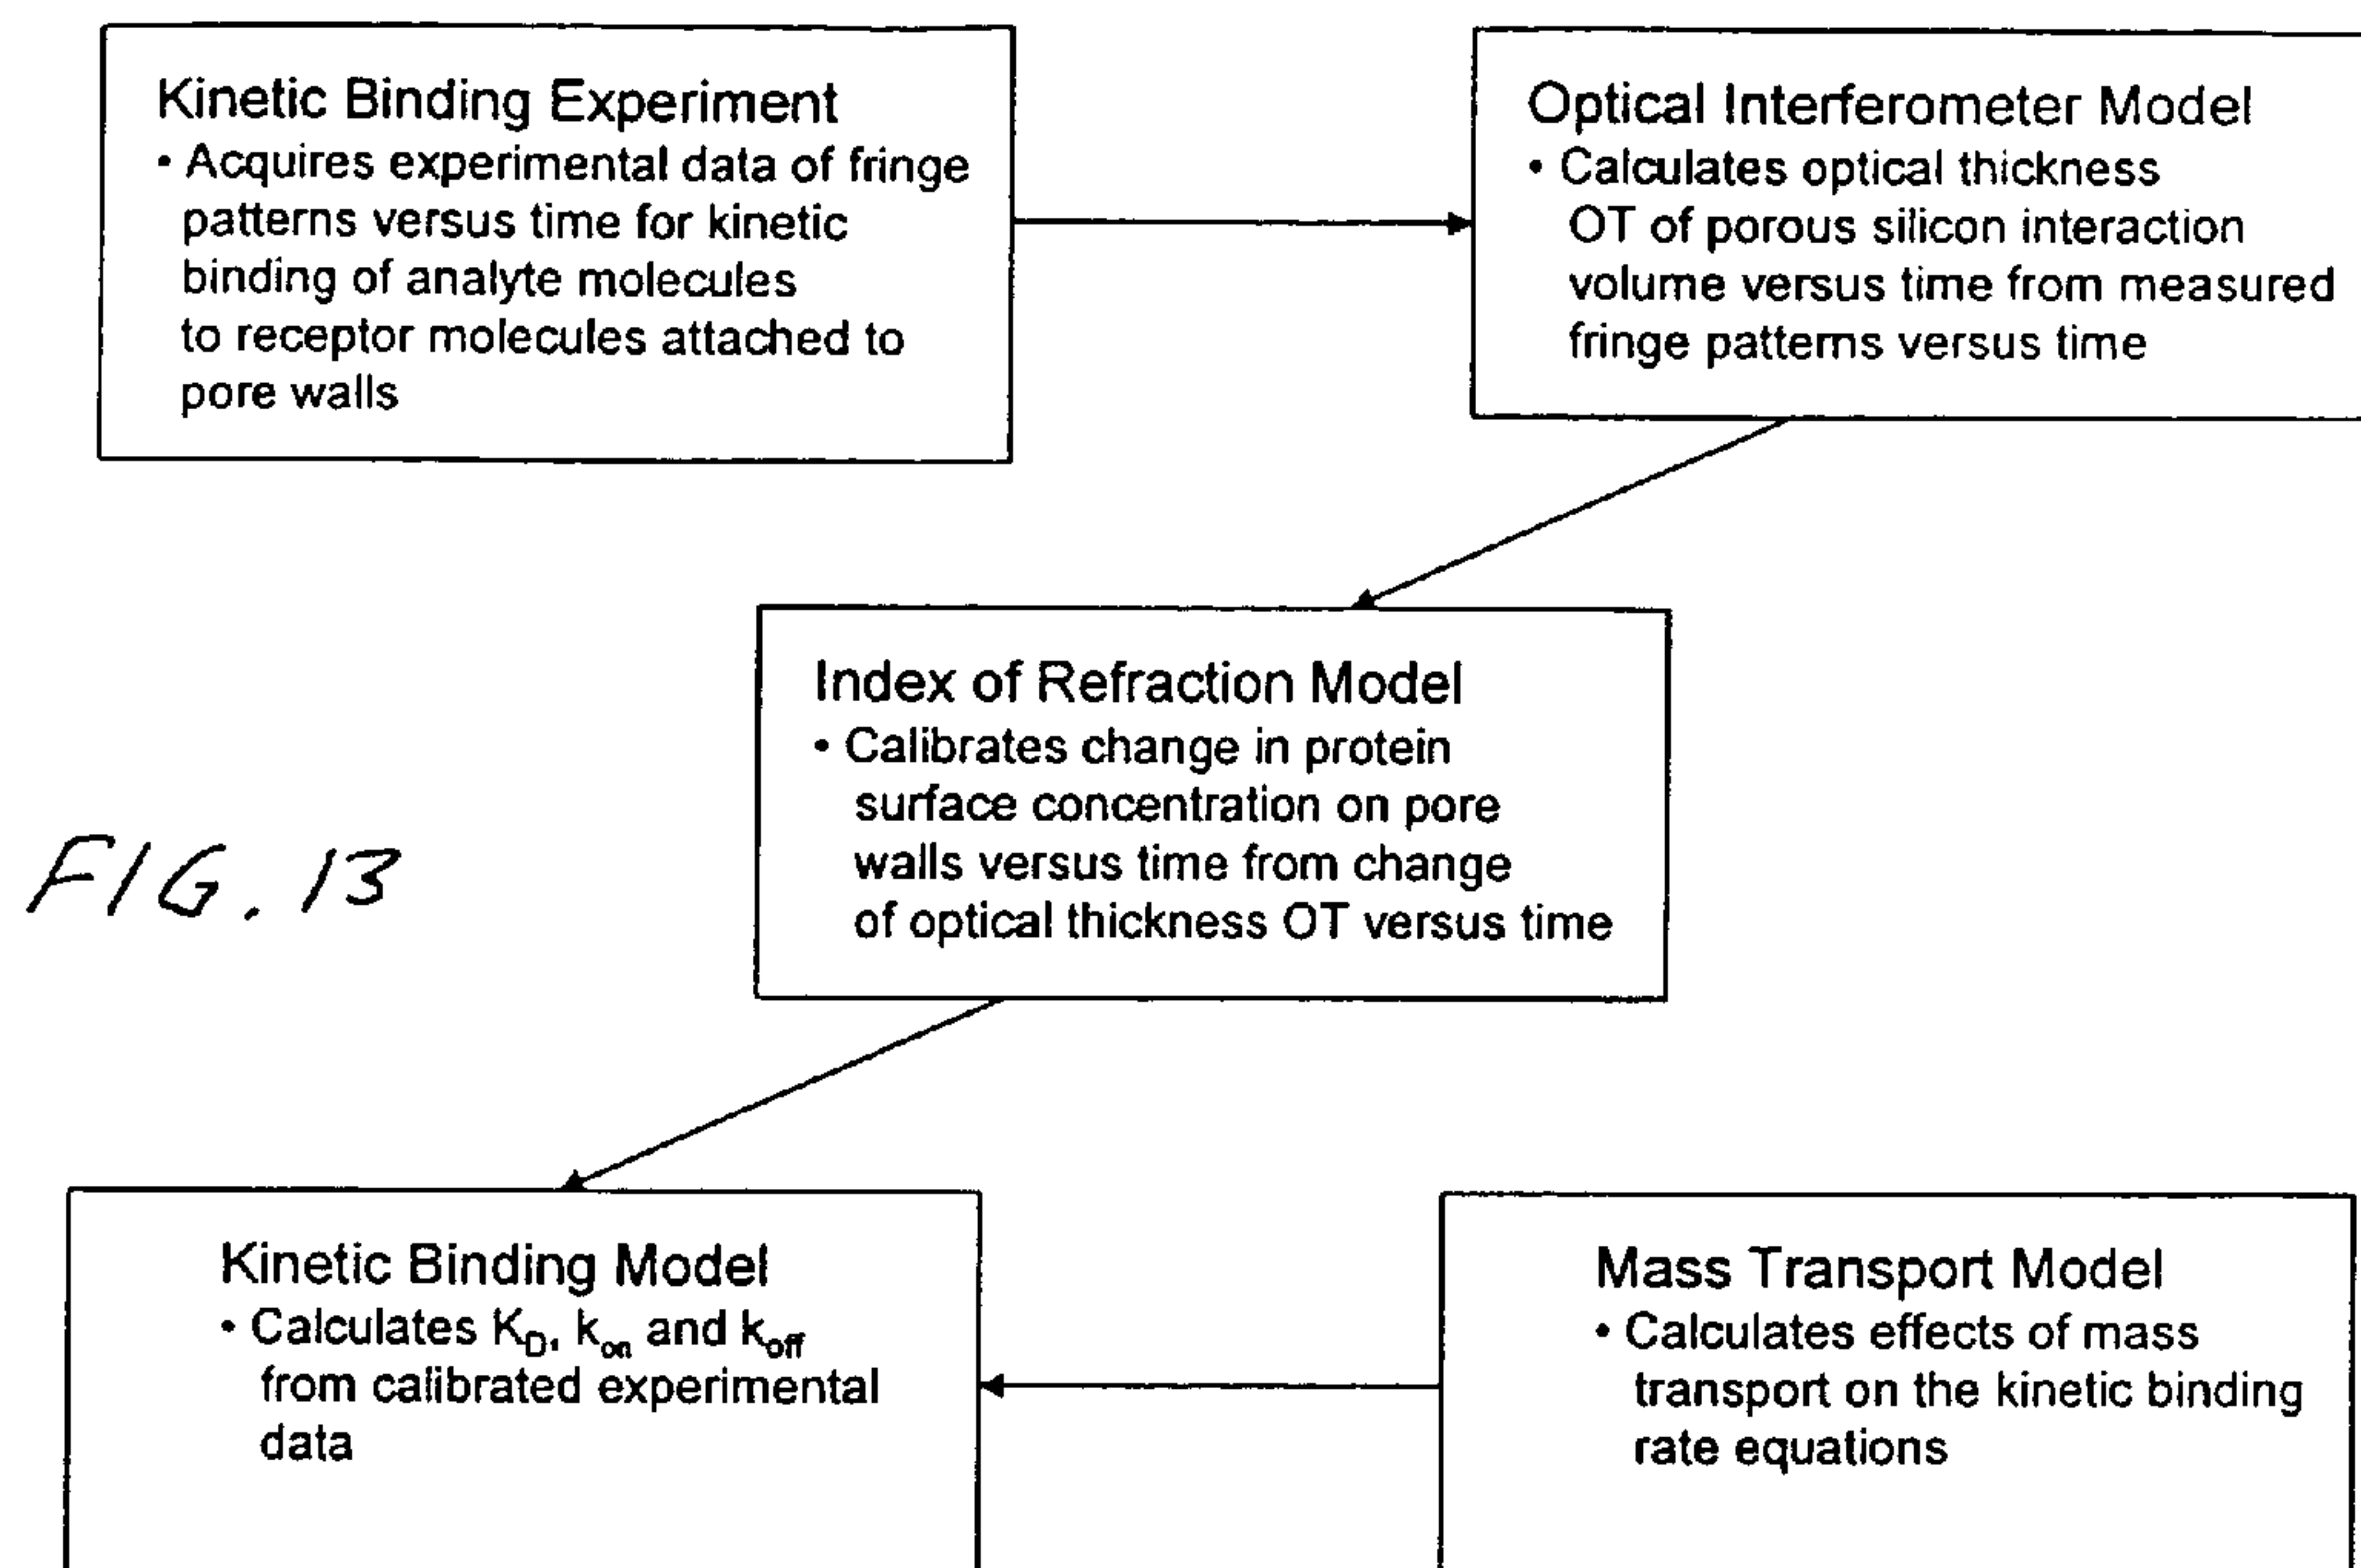 Kinetic Binding Experiment
• Acquires experimental data of fringe
patterns versus time for kinetic
binding of analyte molecules
to receptor molecules attached to
pore walls
Optical Interferometer Model
• Calculates optical thickness
OT of porous silicon interaction
volume versus time from measured
fringe patterns versus time
Index of Refraction Model
• Calibrates change in protein
surface concentration on pore
walls versus time from change
of optical thickness OT versus time
FIG. 13
Kinetic Binding Model
• Calculates K_D, k_on and k_off
from calibrated experimental
data
Mass Transport Model
• Calculates effects of mass
transport on the kinetic binding
rate equations